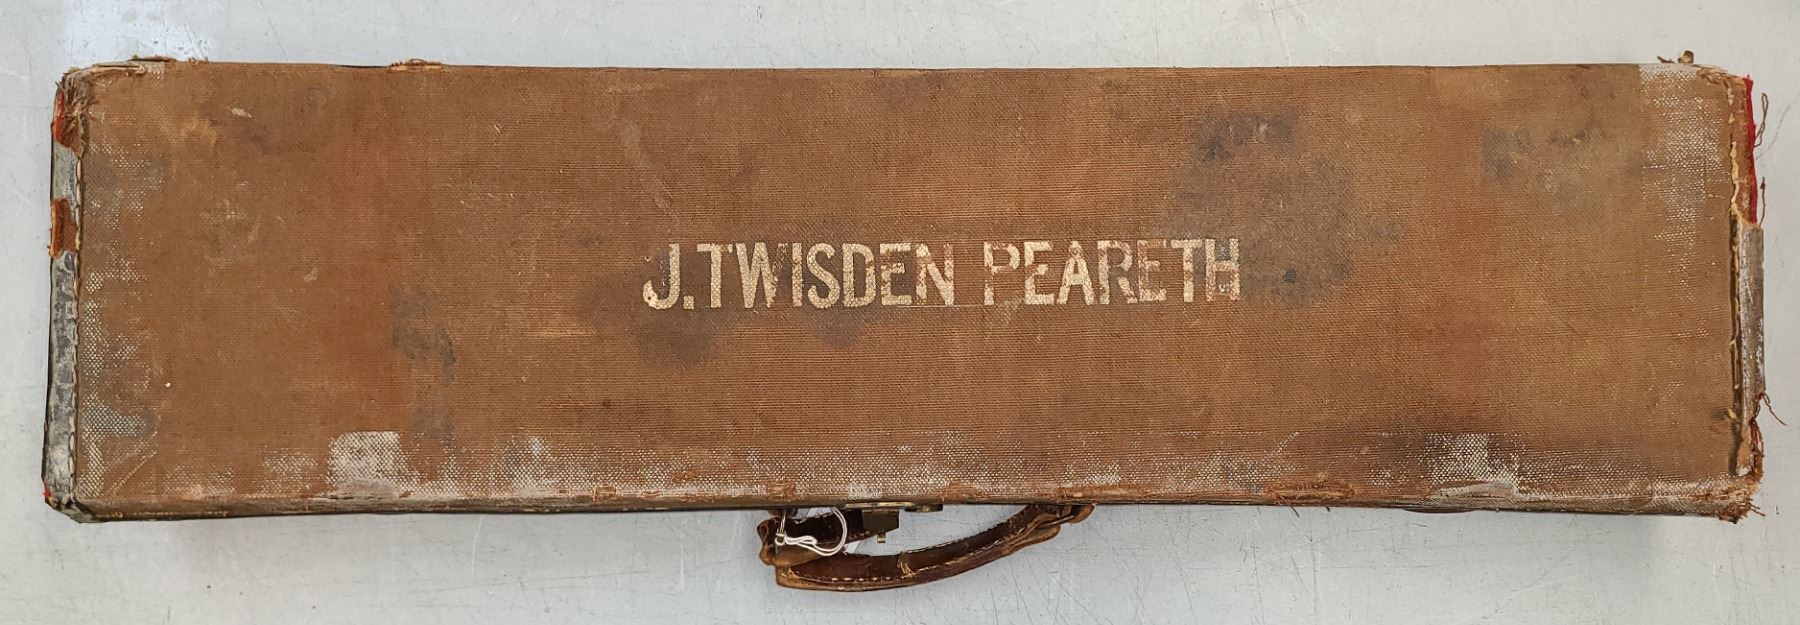 J. TWISDEN PEARETH